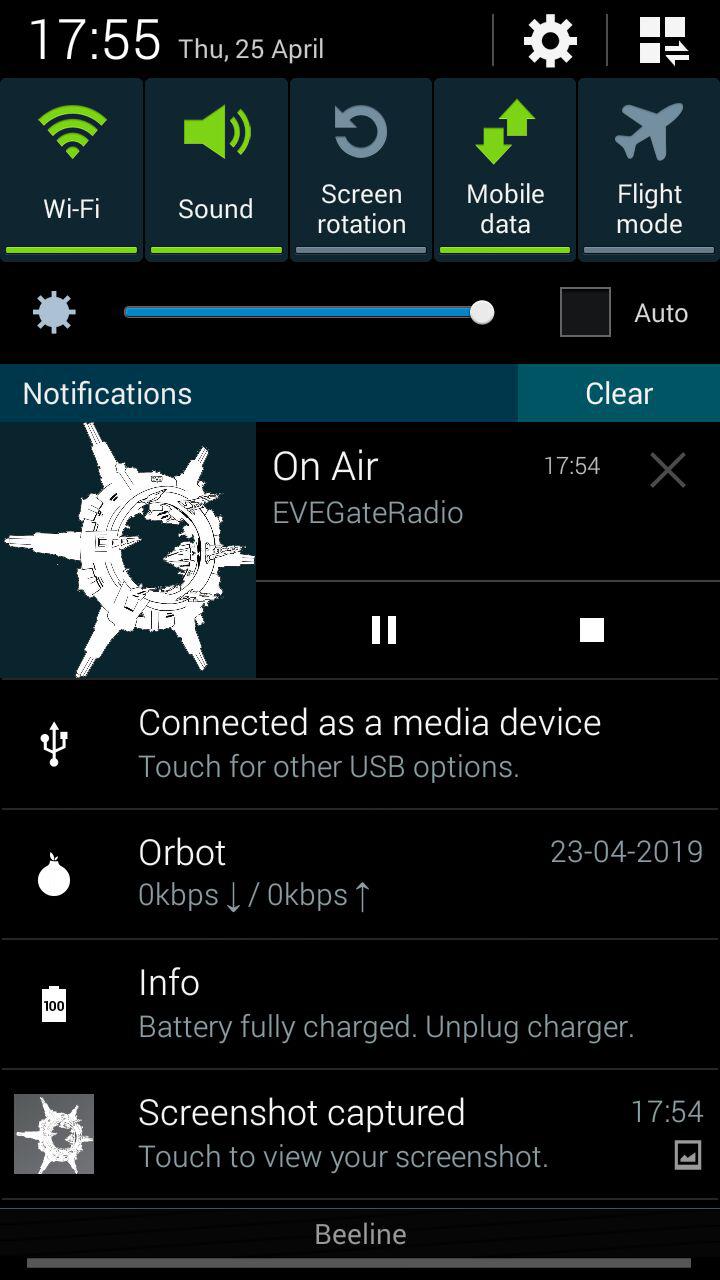 17:55 Thu, 25 April
Wi-Fi
Sound
Screen
rotation
Mobile
data
Flight
mode
Auto
Notifications
Clear
On Air 17:54
EVEGateRadio
Connected as a media device
Touch for other USB options.
Orbot 23-04-2019
0kbps ↓ / 0kbps ↑
Info
100
Battery fully charged. Unplug charger.
Screenshot captured 17:54
Touch to view your screenshot.
Beeline